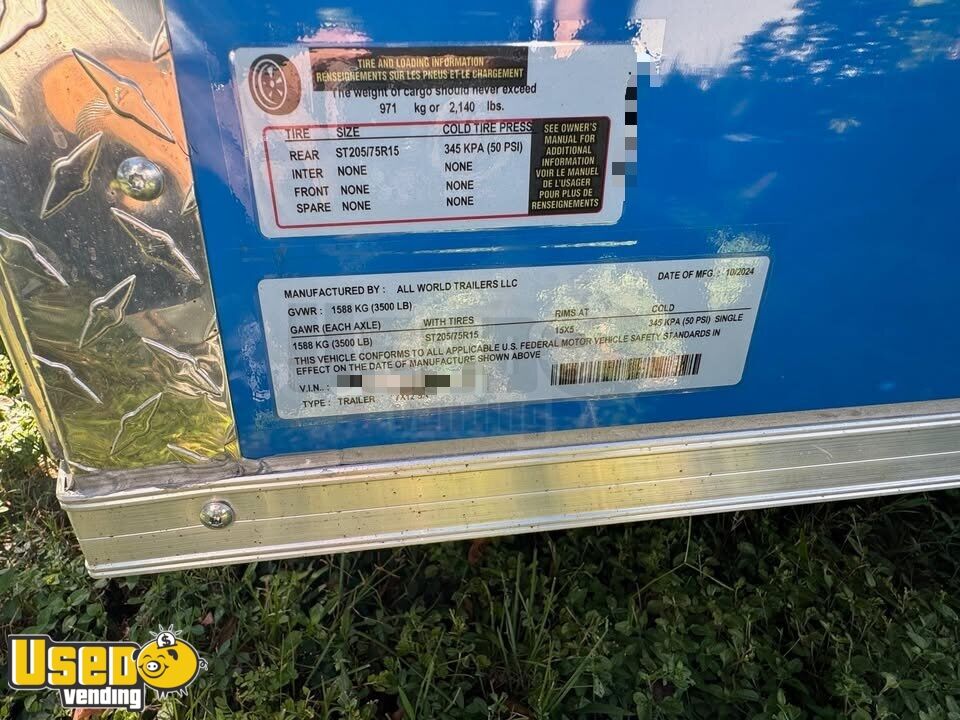 TIRE AND LOADING INFORMATION
RENSEIGNEMENTS SUR LES PNEUS ET LE CHARGEMENT
The weight of cargo should never exceed
971 kg or 2,140 lbs.
TIRE SIZE COLD TIRE PRESS
REAR ST205/75R15 345 KPA (50 PSI)
INTER NONE NONE
FRONT NONE NONE
SPARE NONE NONE
SEE OWNER'S
MANUAL FOR
ADDITIONAL
INFORMATION
VOIR LE MANUEL
DE L'USAGER
POUR PLUS DE
RENSEIGNEMENTS
MANUFACTURED BY : ALL WORLD TRAILERS LLC DATE OF MFG. : 10/2024
GVWR : 1588 KG (3500 LB)
GAWR (EACH AXLE) WITH TIRES RIMS AT COLD
1588 KG (3500 LB) ST205/75R15 15X5 345 KPA (50 PSI) SINGLE
THIS VEHICLE CONFORMS TO ALL APPLICABLE U.S. FEDERAL MOTOR VEHICLE SAFETY STANDARDS IN
EFFECT ON THE DATE OF MANUFACTURE SHOWN ABOVE
V.I.N.. :
TYPE : TRAILER
USED
vending